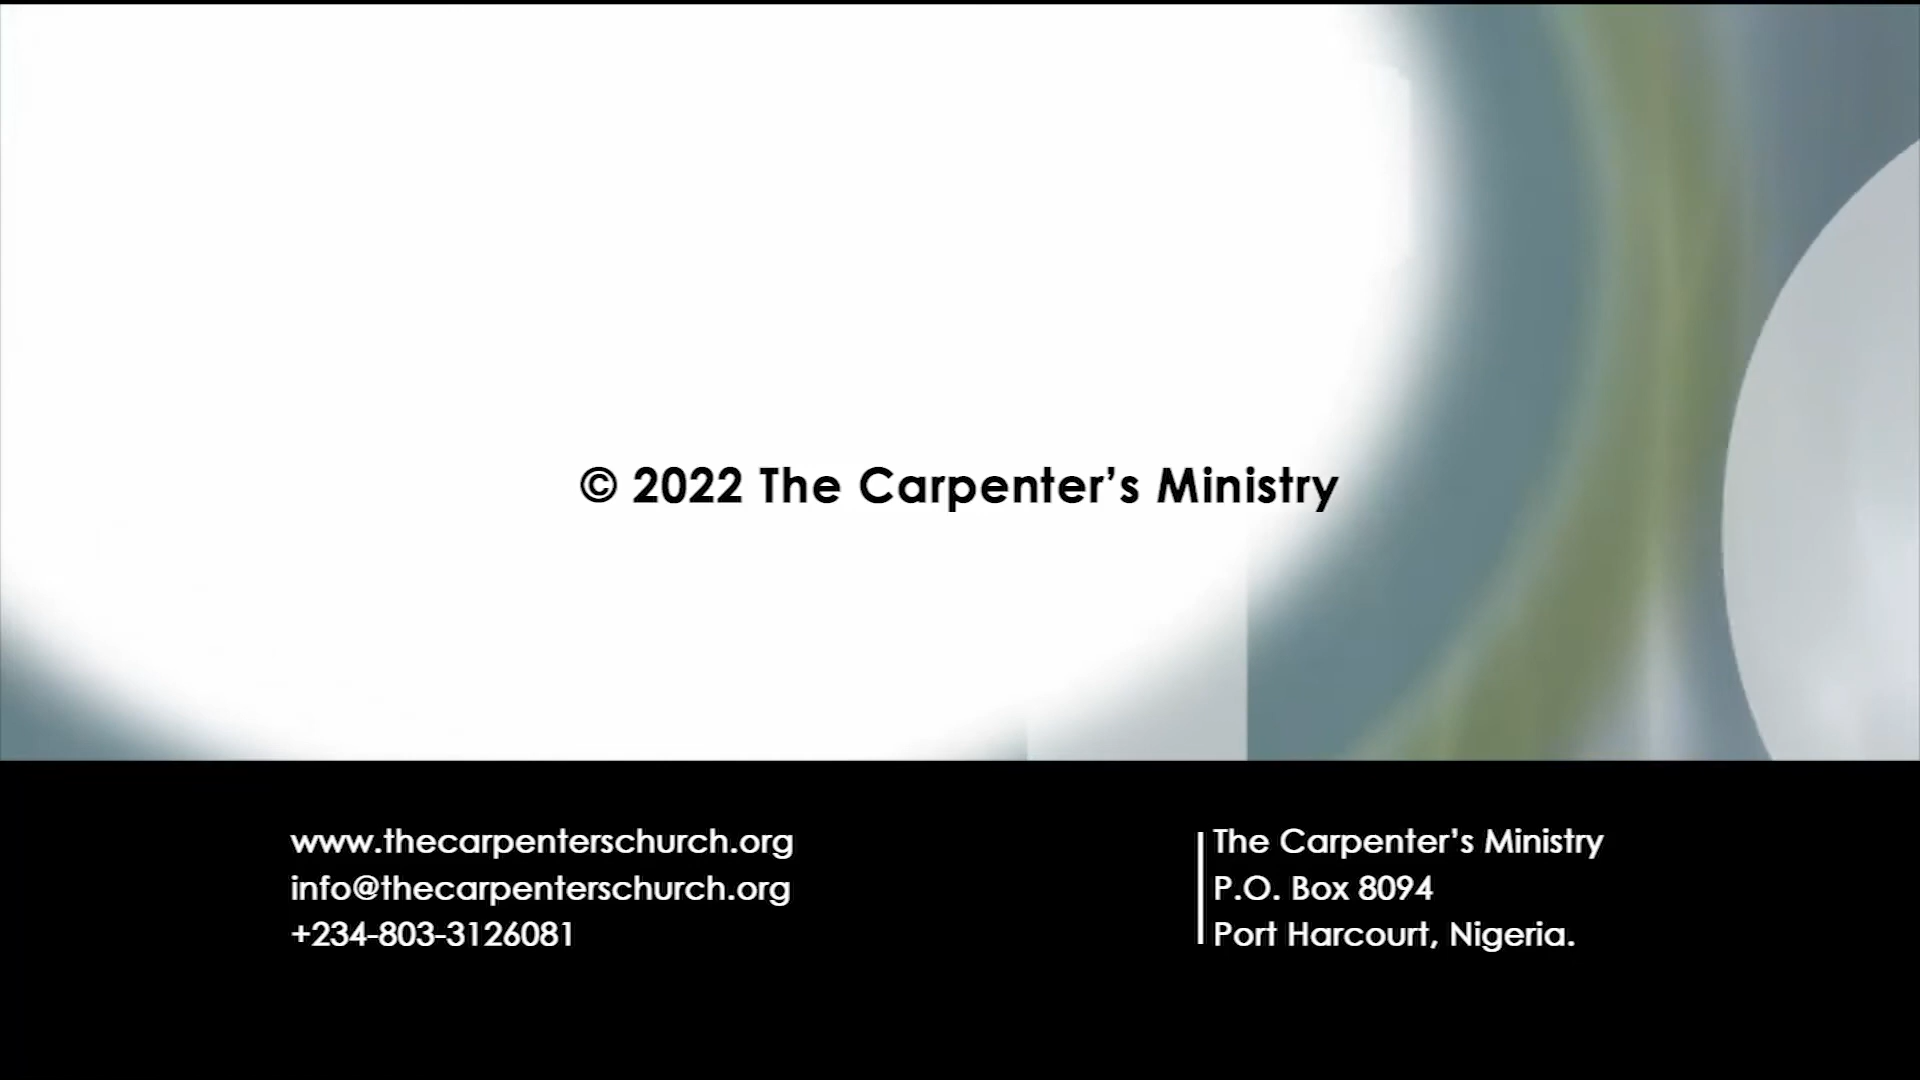 © 2022 The Carpenter’s Ministry
www.thecarpenterschurch.org
info@thecarpenterschurch.org
+234-803-3126081
The Carpenter’s Ministry
P.O. Box 8094
Port Harcourt, Nigeria.